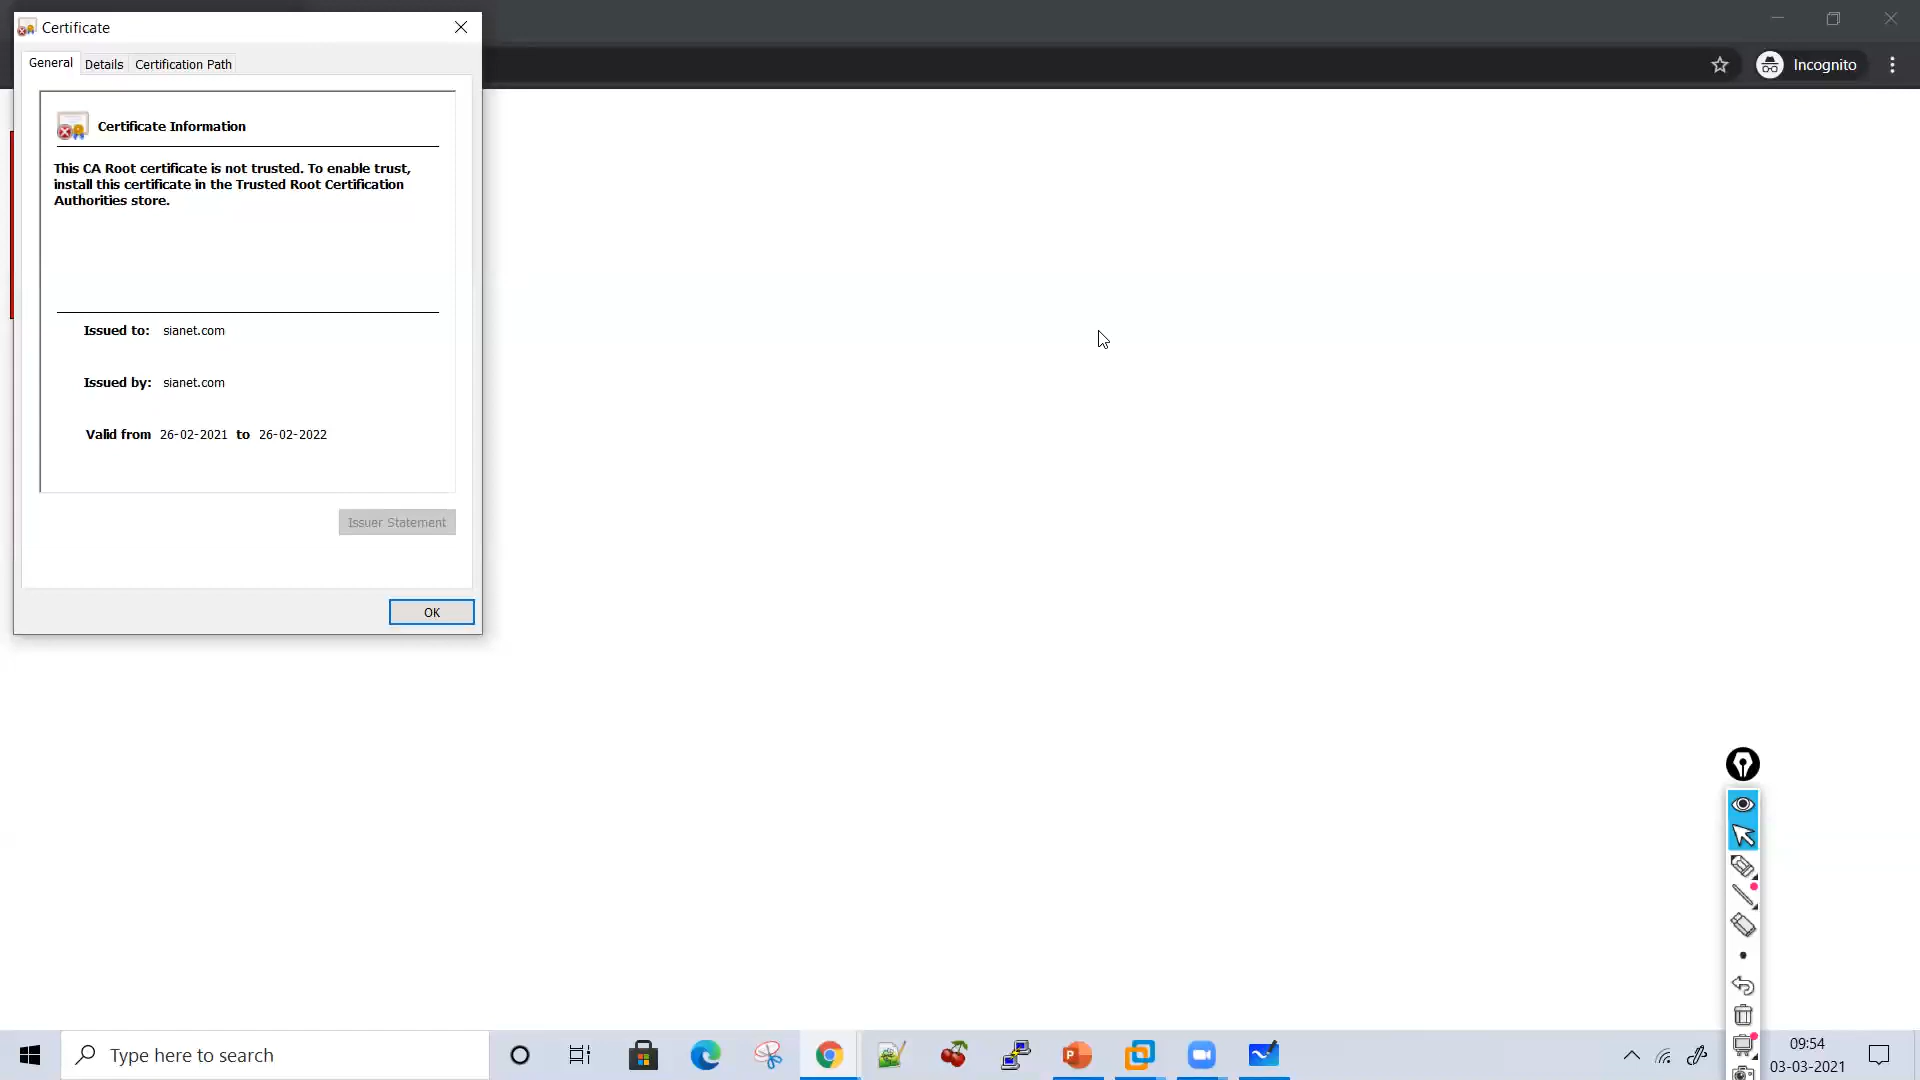 Certificate
General
Details
Certification Path
Incognito
Certificate Information
This CA Root certificate is not trusted. To enable trust,
install this certificate in the Trusted Root Certification
Authorities store.
Issued to: sianet.com
Issued by: sianet.com
Valid from 26-02-2021 to 26-02-2022
Issuer Statement
OK
Type here to search
09:54
03-03-2021